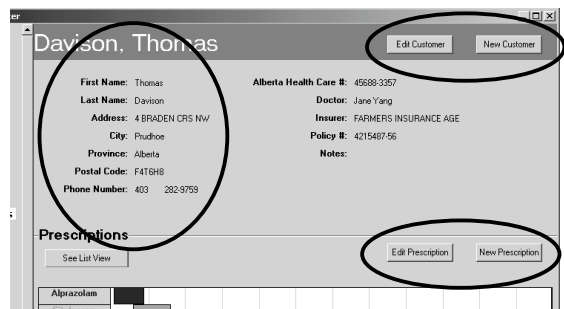 ter
Davison, Thomas
Edit Customer New Customer
First Name: Thomas Alberta Health Care #: 45688-3357
Last Name: Davison Doctor: Jane Yang
Address: 4 BRADEN CRS NW Insurer: FARMERS INSURANCE AGE
City: Prudhoe Policy #: 4215487-56
Province: Alberta Notes:
Postal Code: F4T6H8
Phone Number: 403 282-9759
s
Prescriptions
See List View Edit Prescription New Prescription
Alprazolam